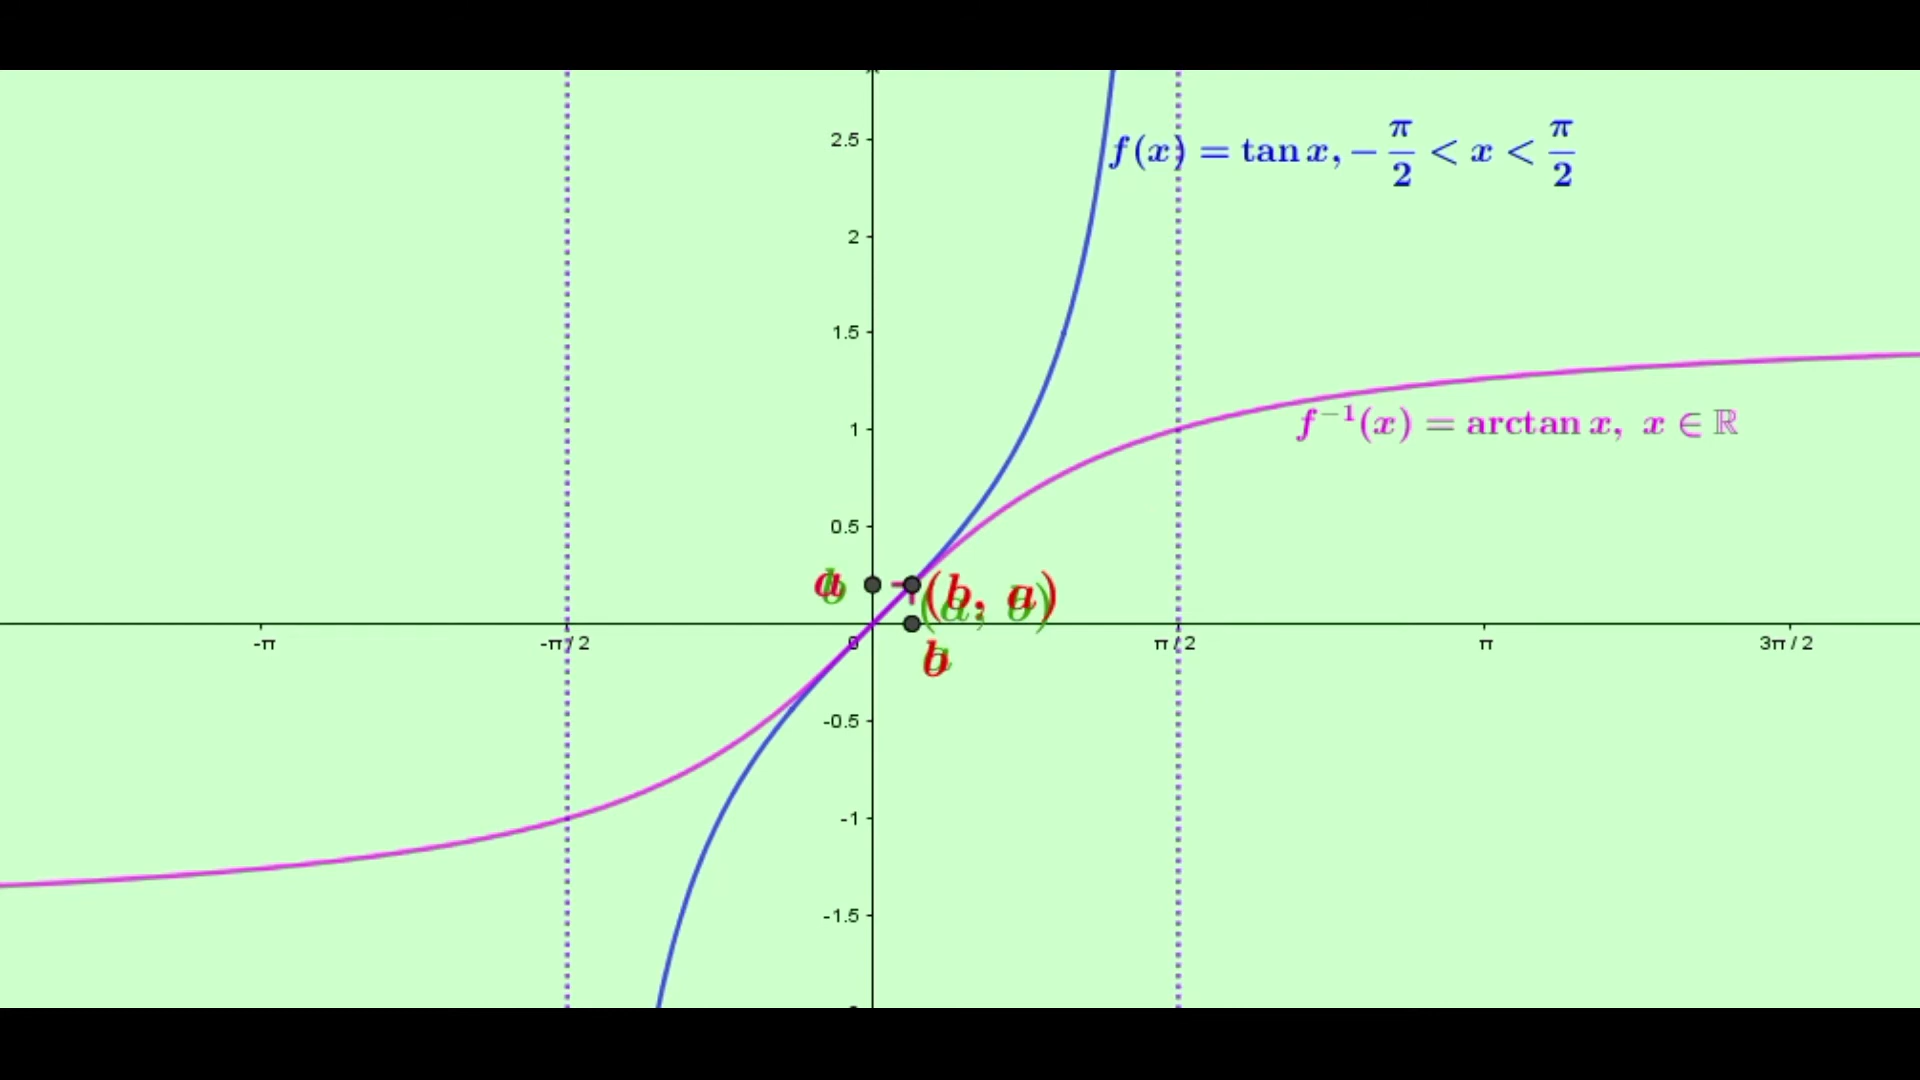 2.5
f(x) = tan x, −π/2 < x < π/2
2
1.5
f⁻¹(x) = arctan x, x ∈ ℝ
1
0.5
a b (b, a) (a, b)
-π -π / 2 0 π / 2 π 3π / 2
b a
-0.5
-1
-1.5